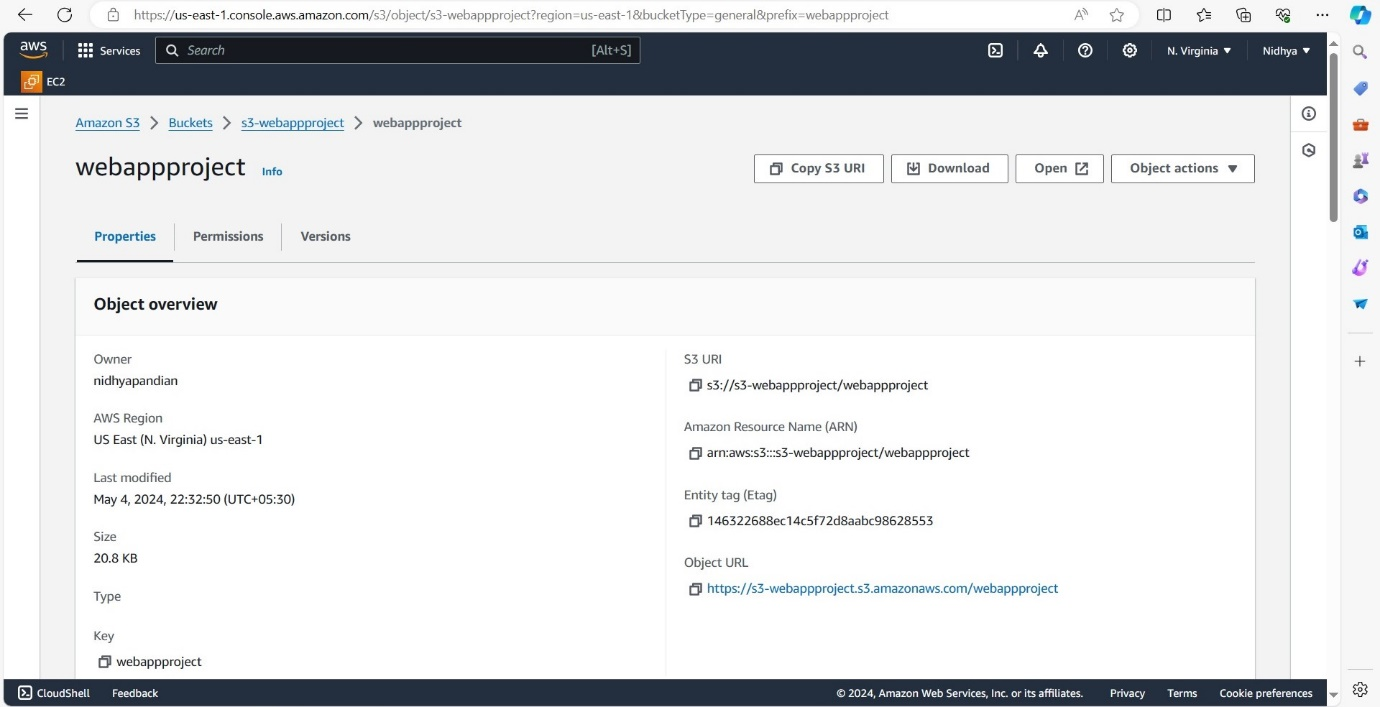 https://us-east-1.console.aws.amazon.com/s3/object/s3-webappproject?region=us-east-1&bucketType=general&prefix=webappproject
aws Services Search [Alt+S] N. Virginia ▼ Nidhya ▼
EC2
Amazon S3 > Buckets > s3-webappproject > webappproject
webappproject Info
Copy S3 URI Download Open Object actions ▼
Properties Permissions Versions
Object overview
Owner
nidhyapandian
AWS Region
US East (N. Virginia) us-east-1
Last modified
May 4, 2024, 22:32:50 (UTC+05:30)
Size
20.8 KB
Type
Key
webappproject
S3 URI
s3://s3-webappproject/webappproject
Amazon Resource Name (ARN)
arn:aws:s3:::s3-webappproject/webappproject
Entity tag (Etag)
146322688ec14c5f72d8aabc98628553
Object URL
https://s3-webappproject.s3.amazonaws.com/webappproject
CloudShell Feedback © 2024, Amazon Web Services, Inc. or its affiliates. Privacy Terms Cookie preferences